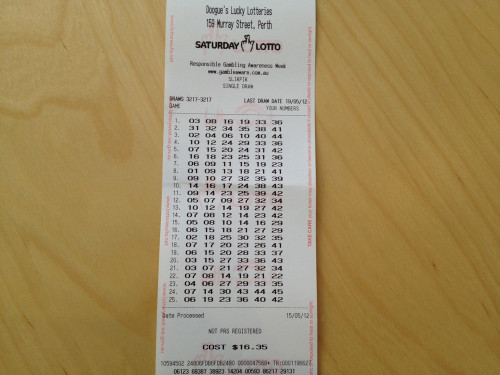 Doogue's Lucky Lotteries
159 Murray Street, Perth
SATURDAY LOTTO
Responsible Gambling Awareness Week
www.gambleaware.com.au
SLIKPIK
SINGLE DRAW
DRAWS 3217-3217 LAST DRAW DATE 19/05/12
GAME YOUR NUMBERS
1. 03 08 16 19 33 36
2. 31 32 34 35 38 41
3. 02 04 06 10 40 44
4. 10 12 24 29 33 36
5. 07 15 20 24 31 42
6. 16 18 23 25 31 36
7. 06 09 11 15 19 23
8. 01 09 13 18 21 41
9. 09 10 27 32 35 39
10. 14 16 17 24 38 43
11. 09 14 23 25 39 42
12. 05 07 09 27 32 34
13. 10 12 14 19 27 42
14. 07 08 12 14 23 42
15. 05 08 10 14 16 29
16. 07 21 25 27 30 32
17. 02 18 25 30 32 35
18. 07 17 20 23 26 41
19. 06 15 20 28 33 37
20. 03 15 27 33 36 43
21. 03 07 21 27 32 34
22. 07 08 14 19 21 22
23. 04 06 27 29 33 35
24. 07 14 30 43 44 45
25. 06 19 23 36 40 42
Date Processed 15/05/12
NOT PRS REGISTERED
COST $16.35
TAKE CARE